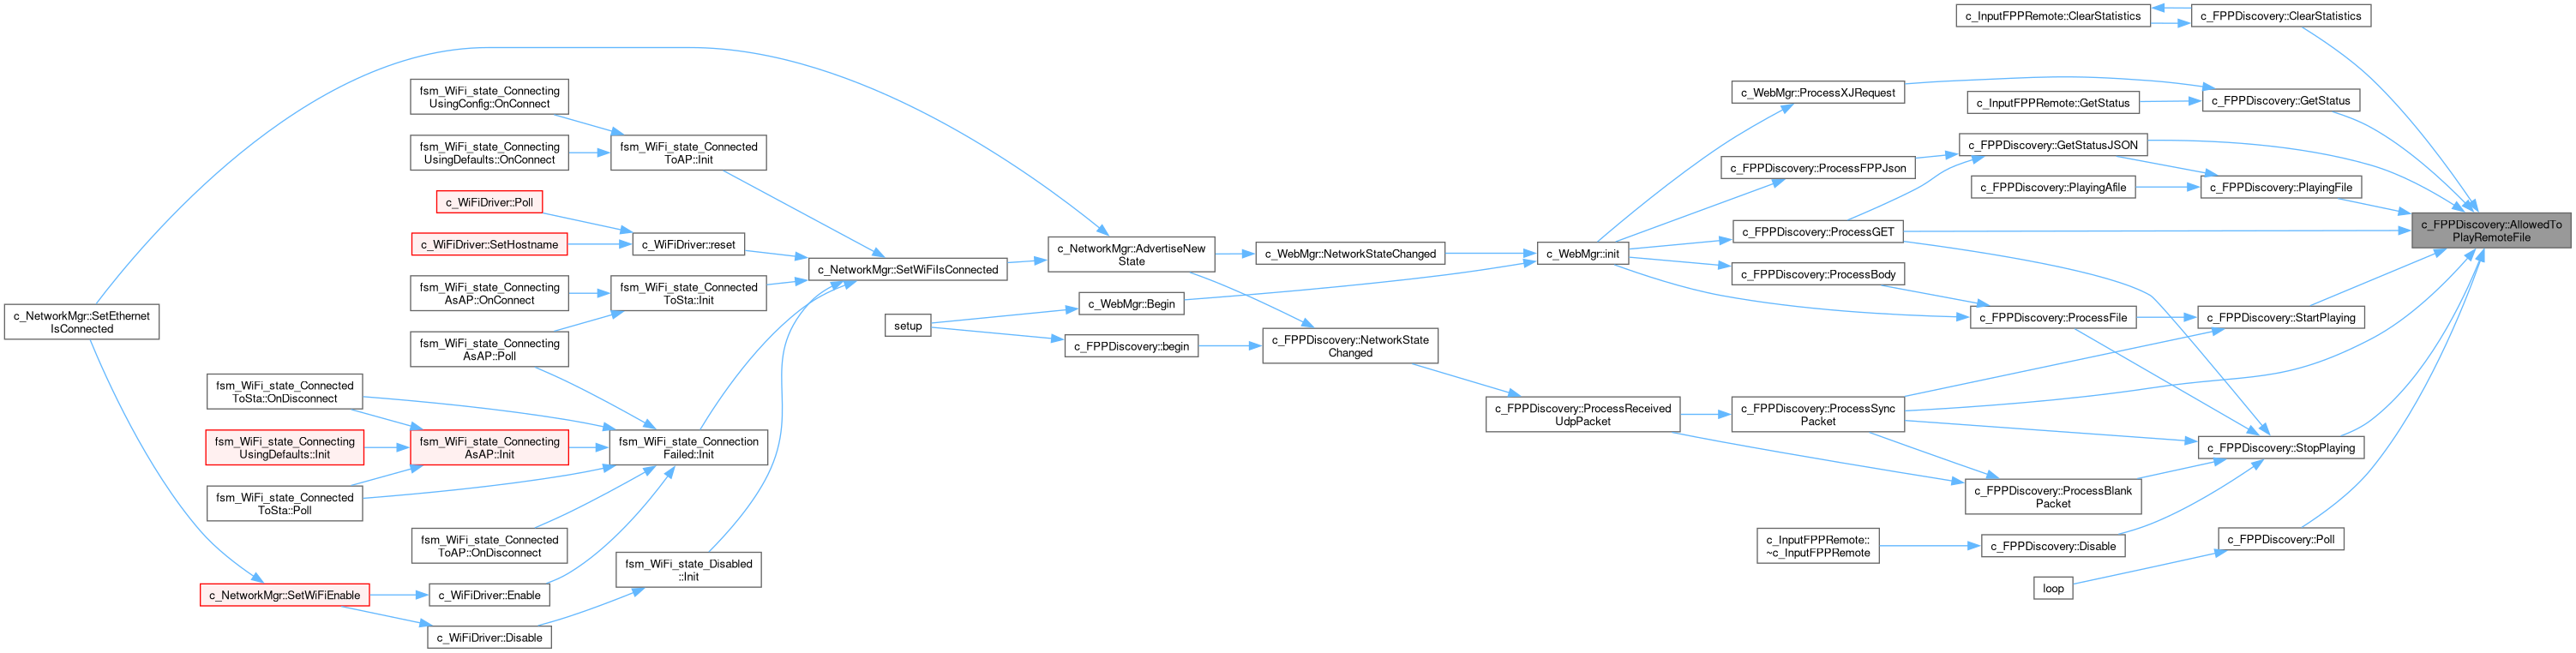 c_InputFPPRemote::ClearStatistics
c_FPPDiscovery::ClearStatistics
fsm_WiFi_state_Connecting
UsingConfig::OnConnect
c_WebMgr::ProcessXJRequest
c_InputFPPRemote::GetStatus
c_FPPDiscovery::GetStatus
fsm_WiFi_state_Connecting
UsingDefaults::OnConnect
fsm_WiFi_state_Connected
ToAP::Init
c_FPPDiscovery::GetStatusJSON
c_FPPDiscovery::ProcessFPPJson
c_FPPDiscovery::PlayingAfile
c_FPPDiscovery::PlayingFile
c_WiFiDriver::Poll
c_FPPDiscovery::AllowedTo
PlayRemoteFile
c_WiFiDriver::SetHostname
c_WiFiDriver::reset
c_NetworkMgr::AdvertiseNew
State
c_WebMgr::NetworkStateChanged
c_WebMgr::init
c_FPPDiscovery::ProcessGET
c_NetworkMgr::SetWiFiIsConnected
c_FPPDiscovery::ProcessBody
fsm_WiFi_state_Connecting
AsAP::OnConnect
fsm_WiFi_state_Connected
ToSta::Init
c_WebMgr::Begin
c_NetworkMgr::SetEthernet
IsConnected
setup
c_FPPDiscovery::ProcessFile
c_FPPDiscovery::StartPlaying
fsm_WiFi_state_Connecting
AsAP::Poll
c_FPPDiscovery::begin
c_FPPDiscovery::NetworkState
Changed
fsm_WiFi_state_Connected
ToSta::OnDisconnect
c_FPPDiscovery::ProcessReceived
UdpPacket
c_FPPDiscovery::ProcessSync
Packet
fsm_WiFi_state_Connecting
UsingDefaults::Init
fsm_WiFi_state_Connecting
AsAP::Init
fsm_WiFi_state_Connection
Failed::Init
c_FPPDiscovery::StopPlaying
fsm_WiFi_state_Connected
ToSta::Poll
c_FPPDiscovery::ProcessBlank
Packet
fsm_WiFi_state_Connected
ToAP::OnDisconnect
c_InputFPPRemote::
~c_InputFPPRemote
c_FPPDiscovery::Disable
c_FPPDiscovery::Poll
fsm_WiFi_state_Disabled
::Init
loop
c_NetworkMgr::SetWiFiEnable
c_WiFiDriver::Enable
c_WiFiDriver::Disable